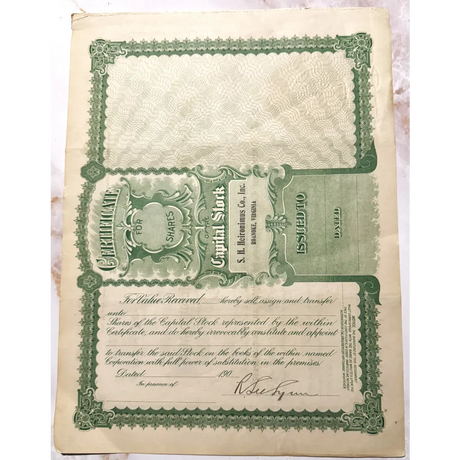 CERTIFICATE
FOR
SHARES
OF THE
Capital Stock
S. H. Heironimus Co., Inc.
ROANOKE, VIRGINIA
ISSUED TO
DATED
For Value Received hereby sell, assign and transfer
unto
Shares of the Capital Stock represented by the within
Certificate, and do hereby irrevocably constitute and appoint
to transfer the said Stock on the books of the within named
Corporation with full power of substitution in the premises.
Dated 190
In presence of